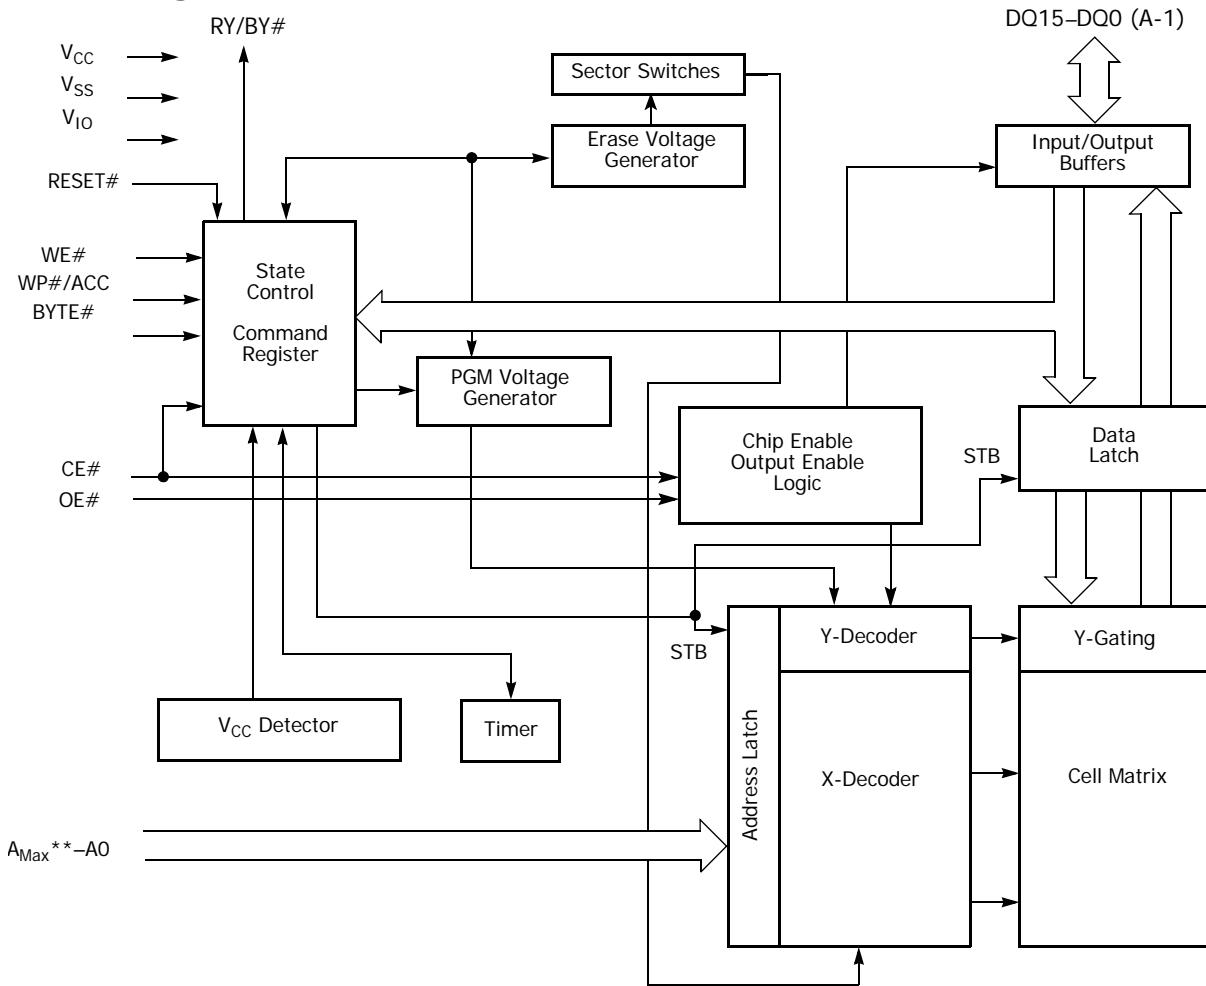 RY/BY#
DQ15–DQ0 (A-1)
VCC
VSS
VIO
Sector Switches
Erase Voltage
Generator
Input/Output
Buffers
RESET#
WE#
WP#/ACC
BYTE#
State
Control
Command
Register
PGM Voltage
Generator
Chip Enable
Output Enable
Logic
Data
Latch
STB
CE#
OE#
STB
Y-Decoder
Y-Gating
VCC Detector
Timer
Address Latch
X-Decoder
Cell Matrix
AMax**–A0